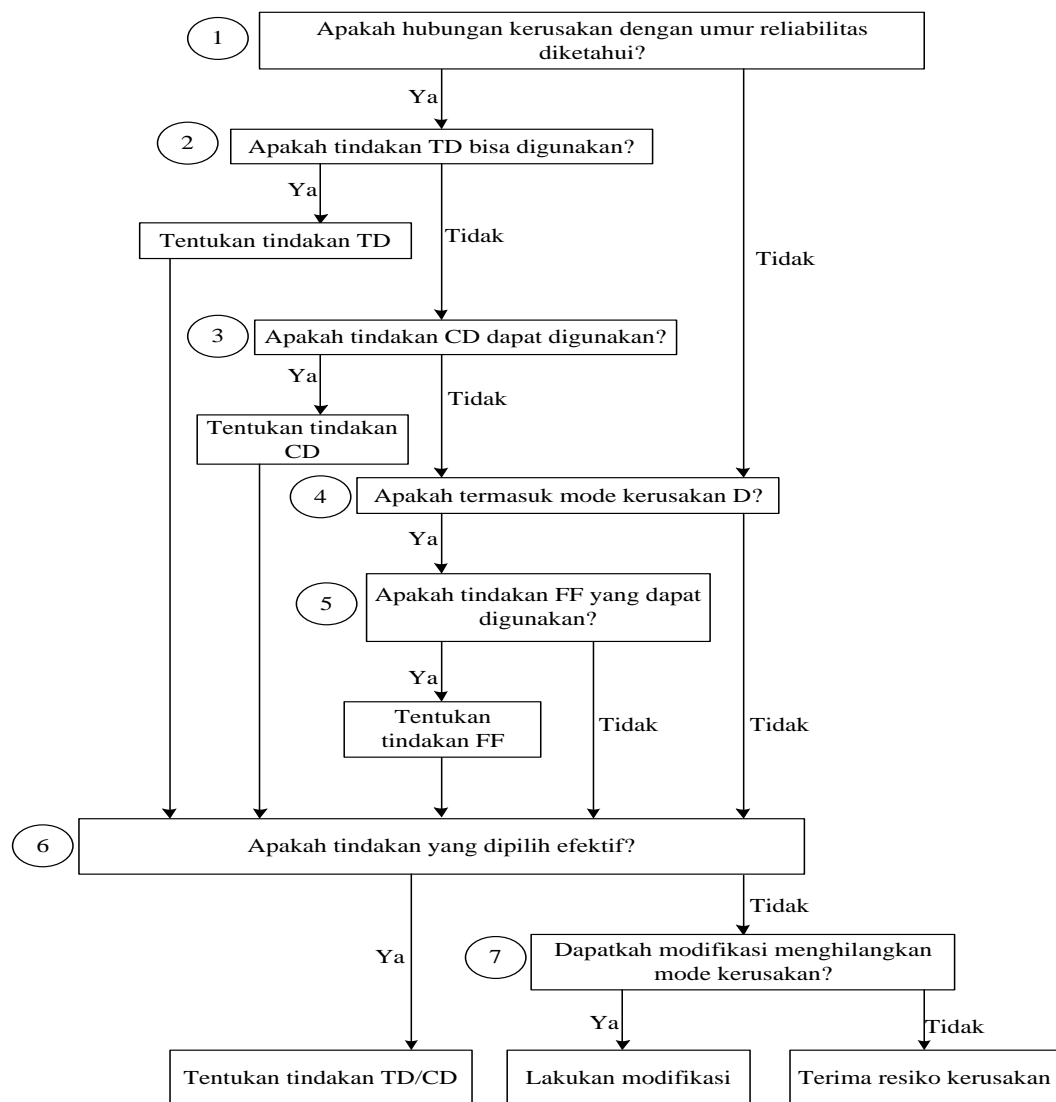 1
Apakah hubungan kerusakan dengan umur reliabilitas
diketahui?
Ya
2
Apakah tindakan TD bisa digunakan?
Ya
Tentukan tindakan TD
Tidak
Tidak
3
Apakah tindakan CD dapat digunakan?
Ya
Tidak
Tentukan tindakan
CD
4
Apakah termasuk mode kerusakan D?
Ya
5
Apakah tindakan FF yang dapat
digunakan?
Ya
Tentukan
tindakan FF
Tidak
Tidak
6
Apakah tindakan yang dipilih efektif?
Tidak
Ya
7
Dapatkah modifikasi menghilangkan
mode kerusakan?
Ya
Tidak
Tentukan tindakan TD/CD
Lakukan modifikasi
Terima resiko kerusakan